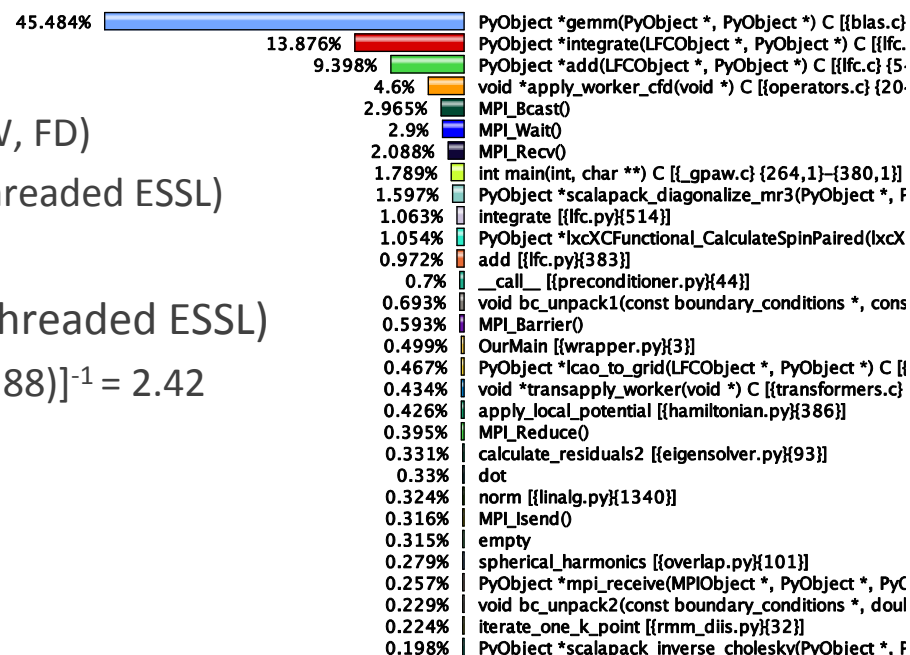 V, FD)
readed ESSL)
hreaded ESSL)
88)]-1 = 2.42
45.484% PyObject *gemm(PyObject *, PyObject *) C [{blas.c}
13.876% PyObject *integrate(LFCObject *, PyObject *) C [{lfc.
9.398% PyObject *add(LFCObject *, PyObject *) C [{lfc.c} {5
4.6% void *apply_worker_cfd(void *) C [{operators.c} {20
2.965% MPI_Bcast()
2.9% MPI_Wait()
2.088% MPI_Recv()
1.789% int main(int, char **) C [{_gpaw.c} {264,1}-{380,1}]
1.597% PyObject *scalapack_diagonalize_mr3(PyObject *, P
1.063% integrate [{lfc.py}{514}]
1.054% PyObject *lxcXCFunctional_CalculateSpinPaired(lxcX
0.972% add [{lfc.py}{383}]
0.7% __call__ [{preconditioner.py}{44}]
0.693% void bc_unpack1(const boundary_conditions *, cons
0.593% MPI_Barrier()
0.499% OurMain [{wrapper.py}{3}]
0.467% PyObject *lcao_to_grid(LFCObject *, PyObject *) C [{
0.434% void *transapply_worker(void *) C [{transformers.c}
0.426% apply_local_potential [{hamiltonian.py}{386}]
0.395% MPI_Reduce()
0.331% calculate_residuals2 [{eigensolver.py}{93}]
0.33% dot
0.324% norm [{linalg.py}{1340}]
0.316% MPI_Isend()
0.315% empty
0.279% spherical_harmonics [{overlap.py}{101}]
0.257% PyObject *mpi_receive(MPIObject *, PyObject *, PyO
0.229% void bc_unpack2(const boundary_conditions *, doul
0.224% iterate_one_k_point [{rmm_diis.py}{32}]
0.198% PyObject *scalapack_inverse_cholesky(PyObject *, P